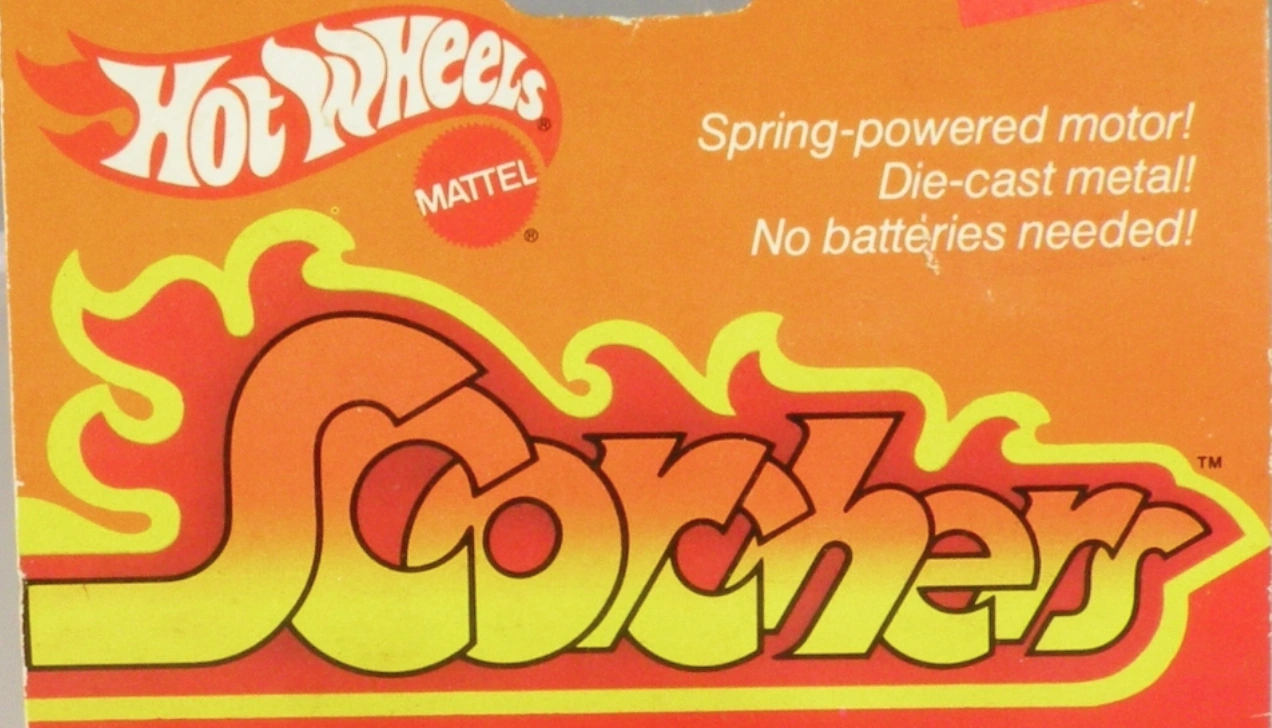 Hot Wheels®
MATTEL
®
Spring-powered motor!
Die-cast metal!
No batteries needed!
Scorchers
TM